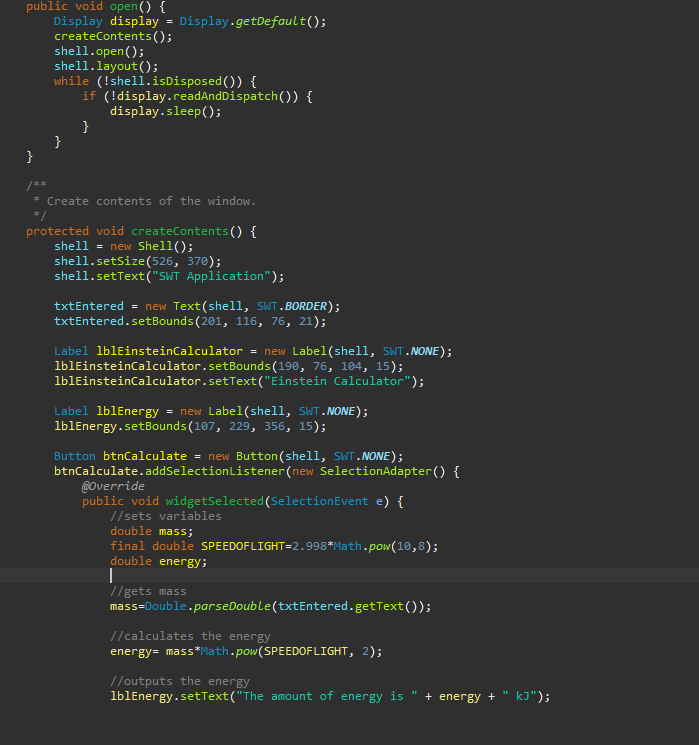 public void open() {
Display display = Display.getDefault();
createContents();
shell.open();
shell.layout();
while (!shell.isDisposed()) {
if (!display.readAndDispatch()) {
display.sleep();
}
}
}
/**
* Create contents of the window.
*/
protected void createContents() {
shell = new Shell();
shell.setSize(526, 370);
shell.setText("SWT Application");
txtEntered = new Text(shell, SWT.BORDER);
txtEntered.setBounds(201, 116, 76, 21);
Label lblEinsteinCalculator = new Label(shell, SWT.NONE);
lblEinsteinCalculator.setBounds(190, 76, 104, 15);
lblEinsteinCalculator.setText("Einstein Calculator");
Label lblEnergy = new Label(shell, SWT.NONE);
lblEnergy.setBounds(107, 229, 356, 15);
Button btnCalculate = new Button(shell, SWT.NONE);
btnCalculate.addSelectionListener(new SelectionAdapter() {
@Override
public void widgetSelected(SelectionEvent e) {
//sets variables
double mass;
final double SPEEDOFLIGHT=2.998*Math.pow(10,8);
double energy;
//gets mass
mass=Double.parseDouble(txtEntered.getText());
//calculates the energy
energy= mass*Math.pow(SPEEDOFLIGHT, 2);
//outputs the energy
lblEnergy.setText("The amount of energy is " + energy + " kJ");